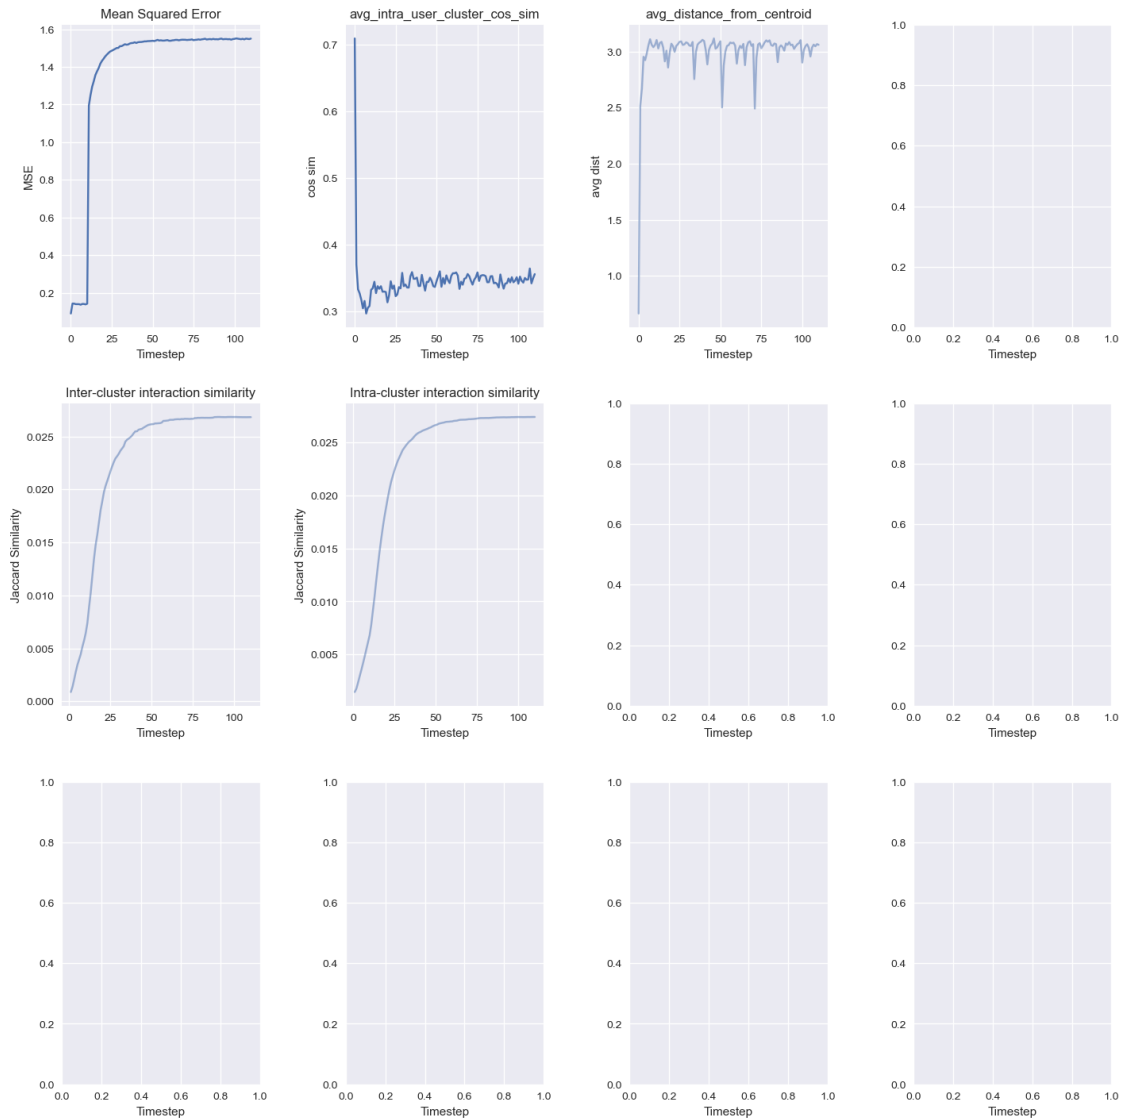 Mean Squared Error
MSE
1.6
1.4
1.2
1.0
0.8
0.6
0.4
0.2
0 25 50 75 100
Timestep
avg_intra_user_cluster_cos_sim
cos sim
0.7
0.6
0.5
0.4
0.3
0 25 50 75 100
Timestep
avg_distance_from_centroid
avg dist
3.0
2.5
2.0
1.5
1.0
0 25 50 75 100
Timestep
1.0
0.8
0.6
0.4
0.2
0.0
0.0 0.2 0.4 0.6 0.8 1.0
Timestep
Inter-cluster interaction similarity
Jaccard Similarity
0.025
0.020
0.015
0.010
0.005
0.000
0 25 50 75 100
Timestep
Intra-cluster interaction similarity
Jaccard Similarity
0.025
0.020
0.015
0.010
0.005
0 25 50 75 100
Timestep
1.0
0.8
0.6
0.4
0.2
0.0
0.0 0.2 0.4 0.6 0.8 1.0
Timestep
1.0
0.8
0.6
0.4
0.2
0.0
0.0 0.2 0.4 0.6 0.8 1.0
Timestep
1.0
0.8
0.6
0.4
0.2
0.0
0.0 0.2 0.4 0.6 0.8 1.0
Timestep
1.0
0.8
0.6
0.4
0.2
0.0
0.0 0.2 0.4 0.6 0.8 1.0
Timestep
1.0
0.8
0.6
0.4
0.2
0.0
0.0 0.2 0.4 0.6 0.8 1.0
Timestep
1.0
0.8
0.6
0.4
0.2
0.0
0.0 0.2 0.4 0.6 0.8 1.0
Timestep